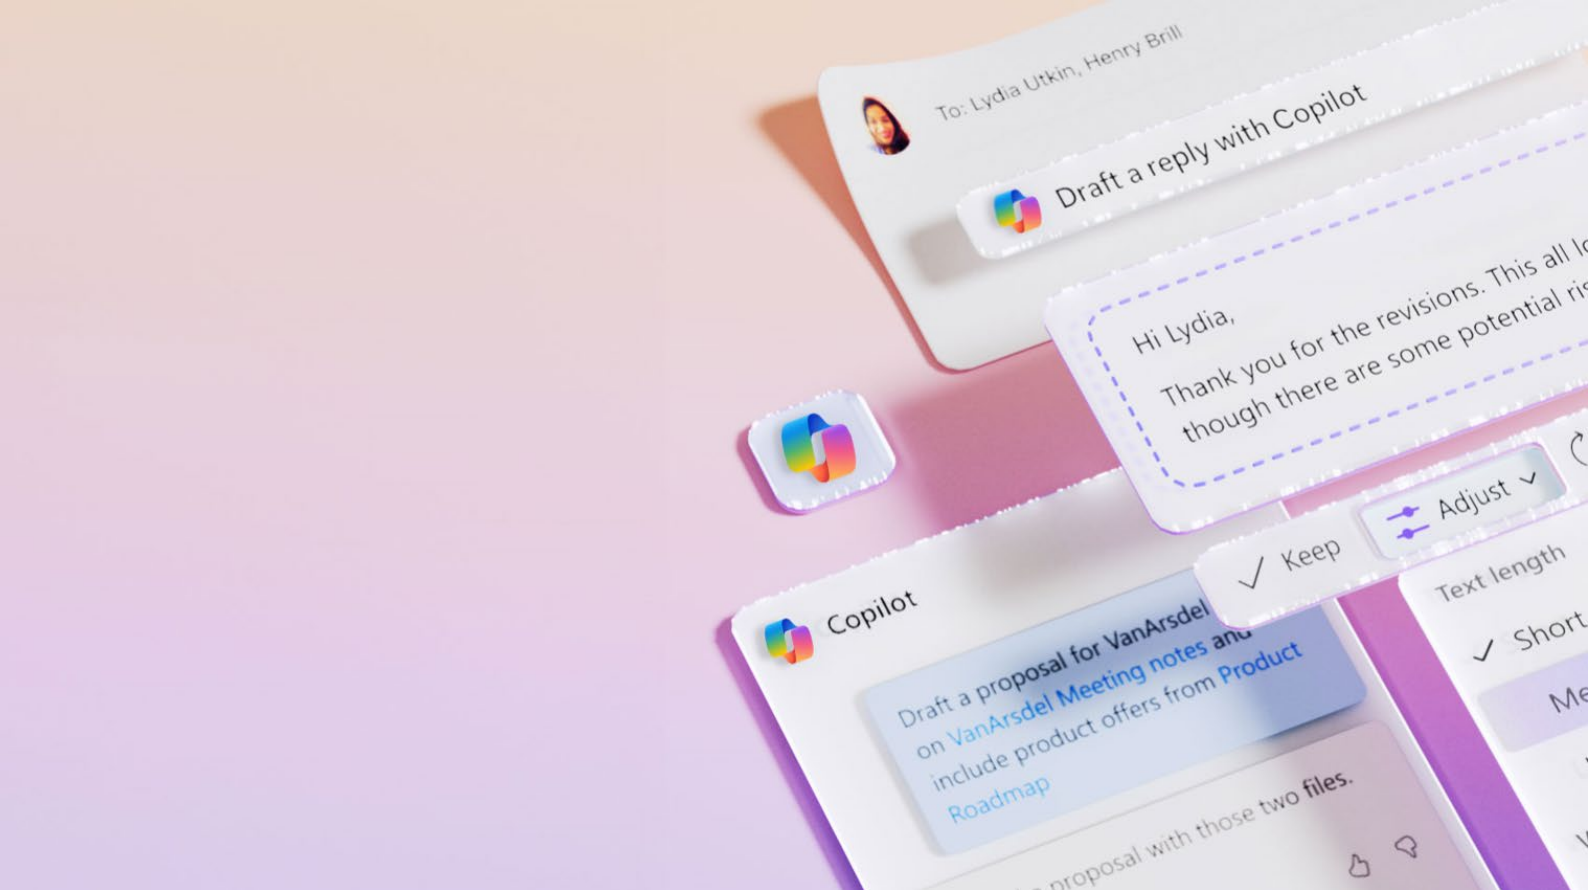 To: Lydia Utkin, Henry Brill
Draft a reply with Copilot
Hi Lydia,
Thank you for the revisions. This all
though there are some potential
Keep
Adjust
Text length
Short
Copilot
Draft a proposal for VanArsdel
on VanArsdel Meeting notes and
include product offers from Product
Roadmap
proposal with those two files.